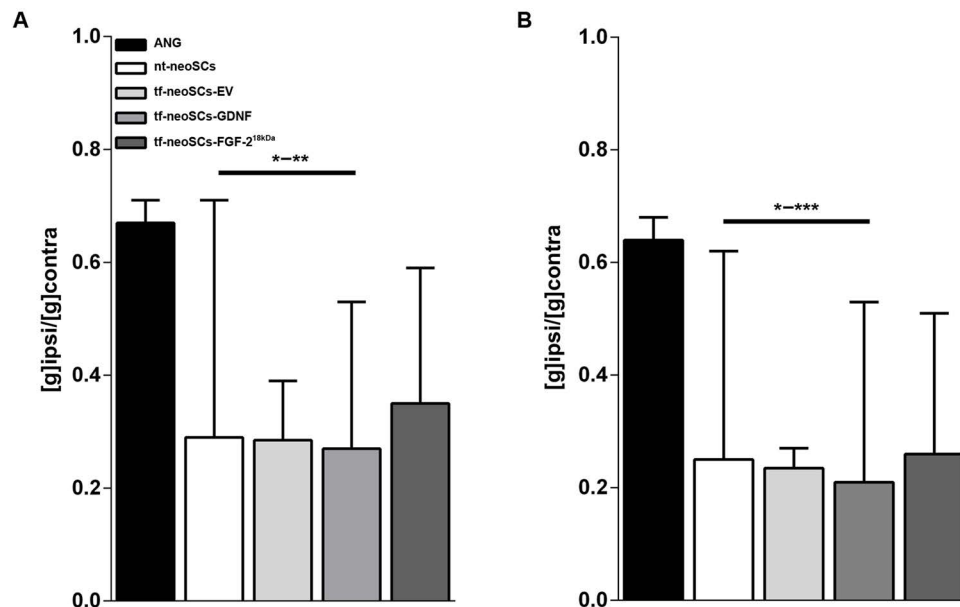 A
[g]ipsi/[g]contra
1.0
0.8
0.6
0.4
0.2
0.0
ANG
nt-neoSCs
tf-neoSCs-EV
tf-neoSCs-GDNF
tf-neoSCs-FGF-2^18kDa
*–**
B
[g]ipsi/[g]contra
1.0
0.8
0.6
0.4
0.2
0.0
*–***